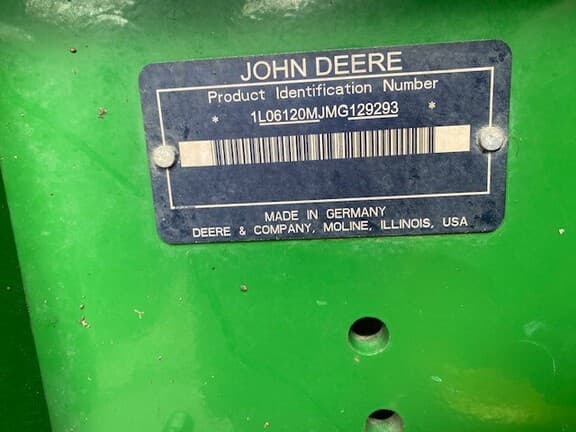 JOHN DEERE
Product Identification Number
* 1L06120MJMG129293 *
MADE IN GERMANY
DEERE & COMPANY, MOLINE, ILLINOIS, USA